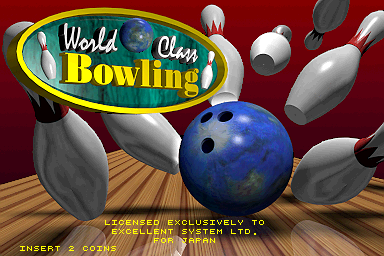 World Class
Bowling
LICENSED EXCLUSIVELY TO
EXCELLENT SYSTEM LTD.
FOR JAPAN
INSERT 2 COINS